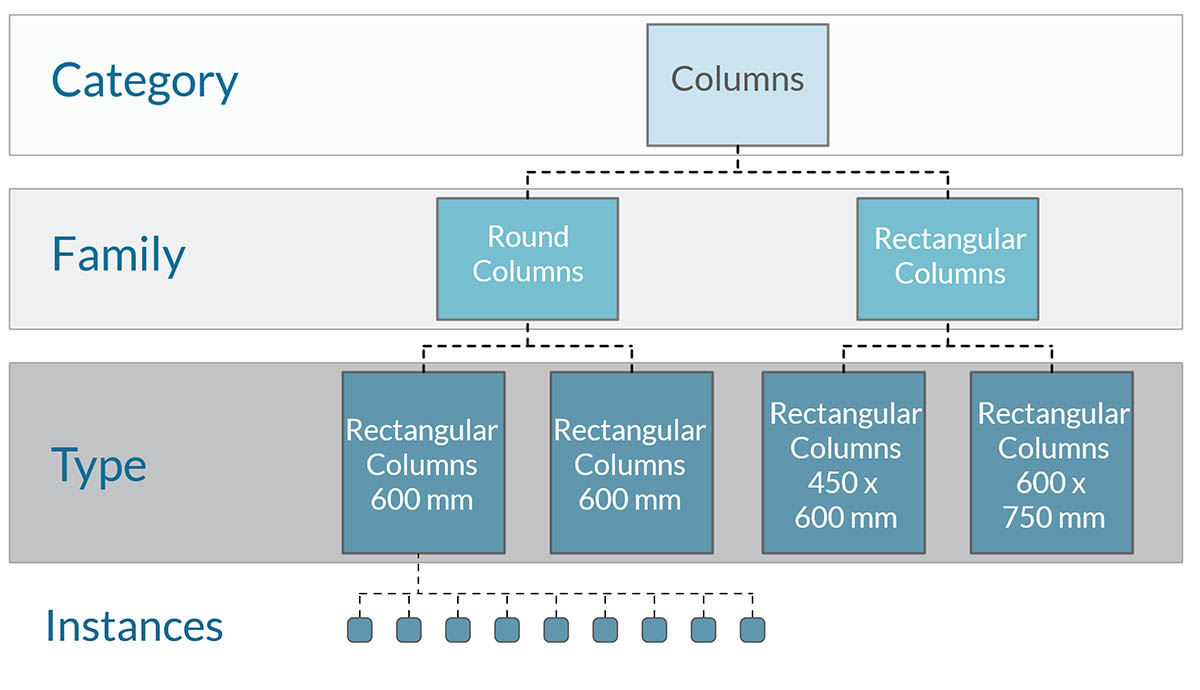 Category
Columns
Family
Round
Columns
Rectangular
Columns
Type
Rectangular
Columns
600 mm
Rectangular
Columns
600 mm
Rectangular
Columns
450 x
600 mm
Rectangular
Columns
600 x
750 mm
Instances